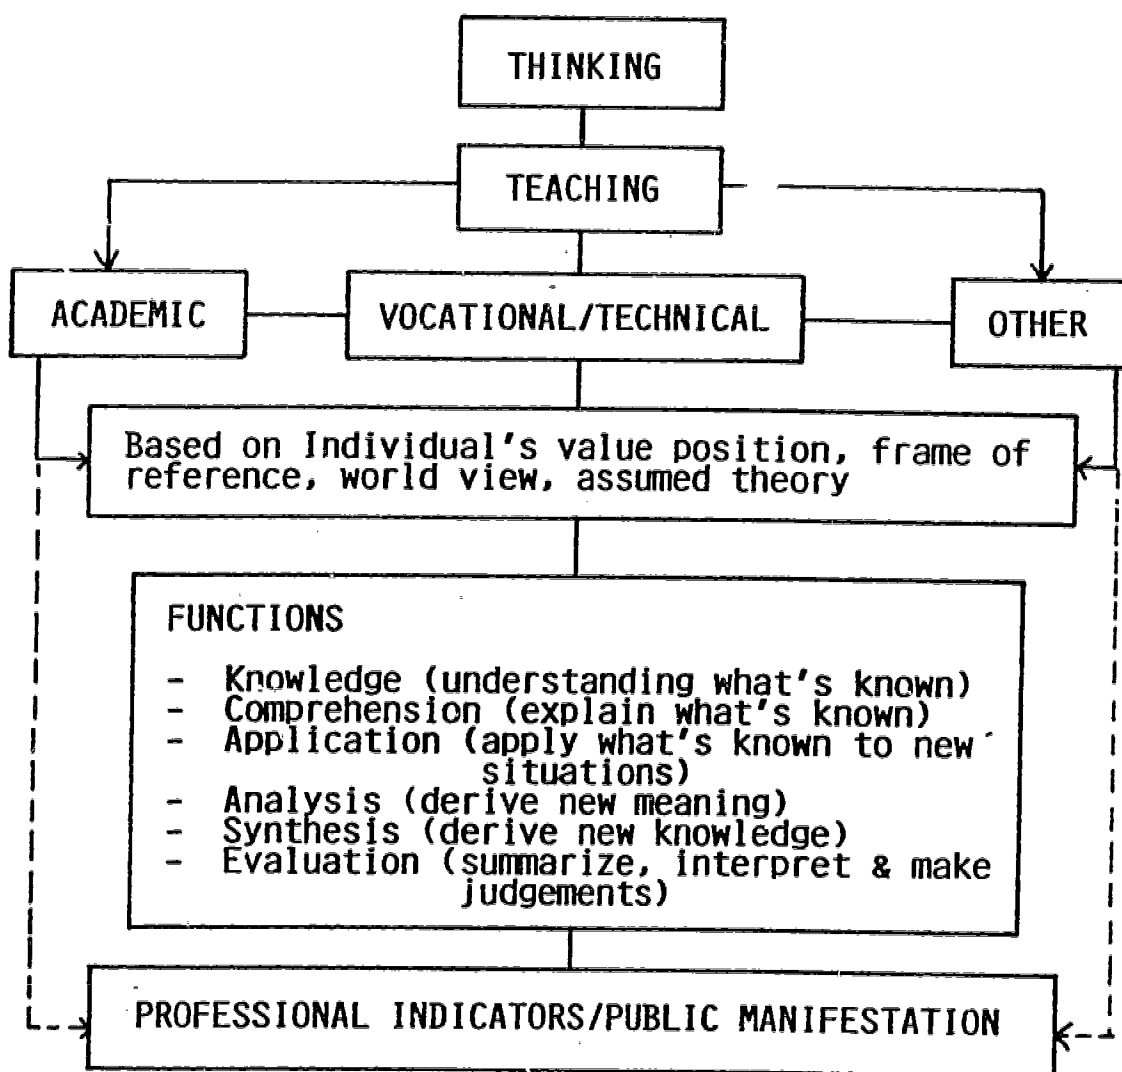 THINKING
TEACHING
ACADEMIC
VOCATIONAL/TECHNICAL
OTHER
Based on Individual's value position, frame of
reference, world view, assumed theory
FUNCTIONS
- Knowledge (understanding what's known)
- Comprehension (explain what's known)
- Application (apply what's known to new
situations)
- Analysis (derive new meaning)
- Synthesis (derive new knowledge)
- Evaluation (summarize, interpret & make
judgements)
PROFESSIONAL INDICATORS/PUBLIC MANIFESTATION